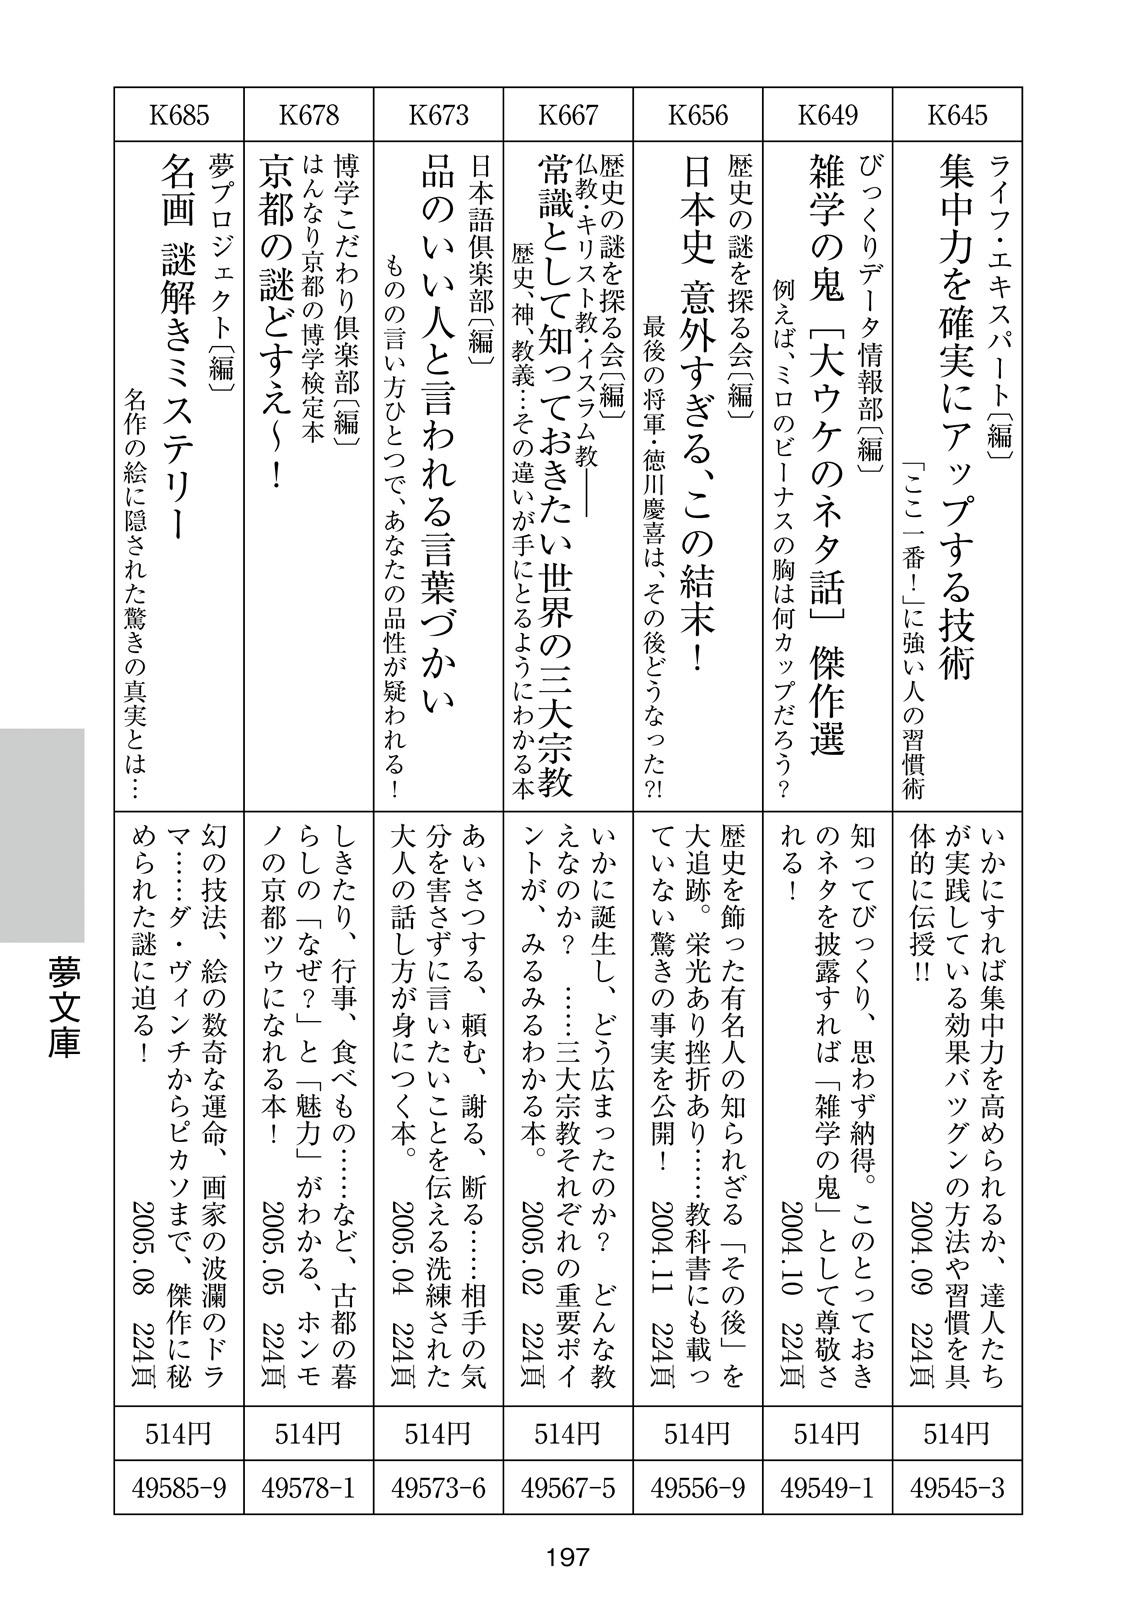 K645
ライフ・エキスパート〔編〕
集中力を確実にアップする技術
「ここ一番！」に強い人の習慣術
いかにすれば集中力を高められるか、達人たち
が実践している効果バツグンの方法や習慣を具
体的に伝授!!
2004.09 224頁
514円
49545-3
K649
びっくりデータ情報部〔編〕
雑学の鬼［大ウケのネタ話］傑作選
例えば、ミロのビーナスの胸は何カップだろう？
知ってびっくり、思わず納得。このとっておき
のネタを披露すれば「雑学の鬼」として尊敬さ
れる！
2004.10 224頁
514円
49549-1
K656
歴史の謎を探る会〔編〕
日本史 意外すぎる、この結末！
最後の将軍・徳川慶喜は、その後どうなった?!
歴史を飾った有名人の知られざる「その後」を
大追跡。栄光あり挫折あり……教科書にも載っ
ていない驚きの事実を公開！
2004.11 224頁
514円
49556-9
K667
歴史の謎を探る会〔編〕
仏教・キリスト教・イスラム教――
常識として知っておきたい世界の三大宗教
歴史、神、教義…その違いが手にとるようにわかる本
いかに誕生し、どう広まったのか？ どんな教
えなのか？ ……三大宗教それぞれの重要ポイ
ントが、みるみるわかる本。
2005.02 224頁
514円
49567-5
K673
日本語倶楽部〔編〕
品のいい人と言われる言葉づかい
ものの言い方ひとつで、あなたの品性が疑われる！
あいさつする、頼む、謝る、断る……相手の気
分を害さずに言いたいことを伝える洗練された
大人の話し方が身につく本。
2005.04 224頁
514円
49573-6
K678
博学こだわり倶楽部〔編〕
はんなり京都の博学検定本
京都の謎どすえ～！
しきたり、行事、食べもの……など、古都の暮
らしの「なぜ？」と「魅力」がわかる、ホンモ
ノの京都ツウになれる本！
2005.05 224頁
514円
49578-1
K685
夢プロジェクト〔編〕
名画 謎解きミステリー
名作の絵に隠された驚きの真実とは…
幻の技法、絵の数奇な運命、画家の波瀾のドラ
マ……ダ・ヴィンチからピカソまで、傑作に秘
められた謎に迫る！
2005.08 224頁
514円
49585-9
夢文庫
197